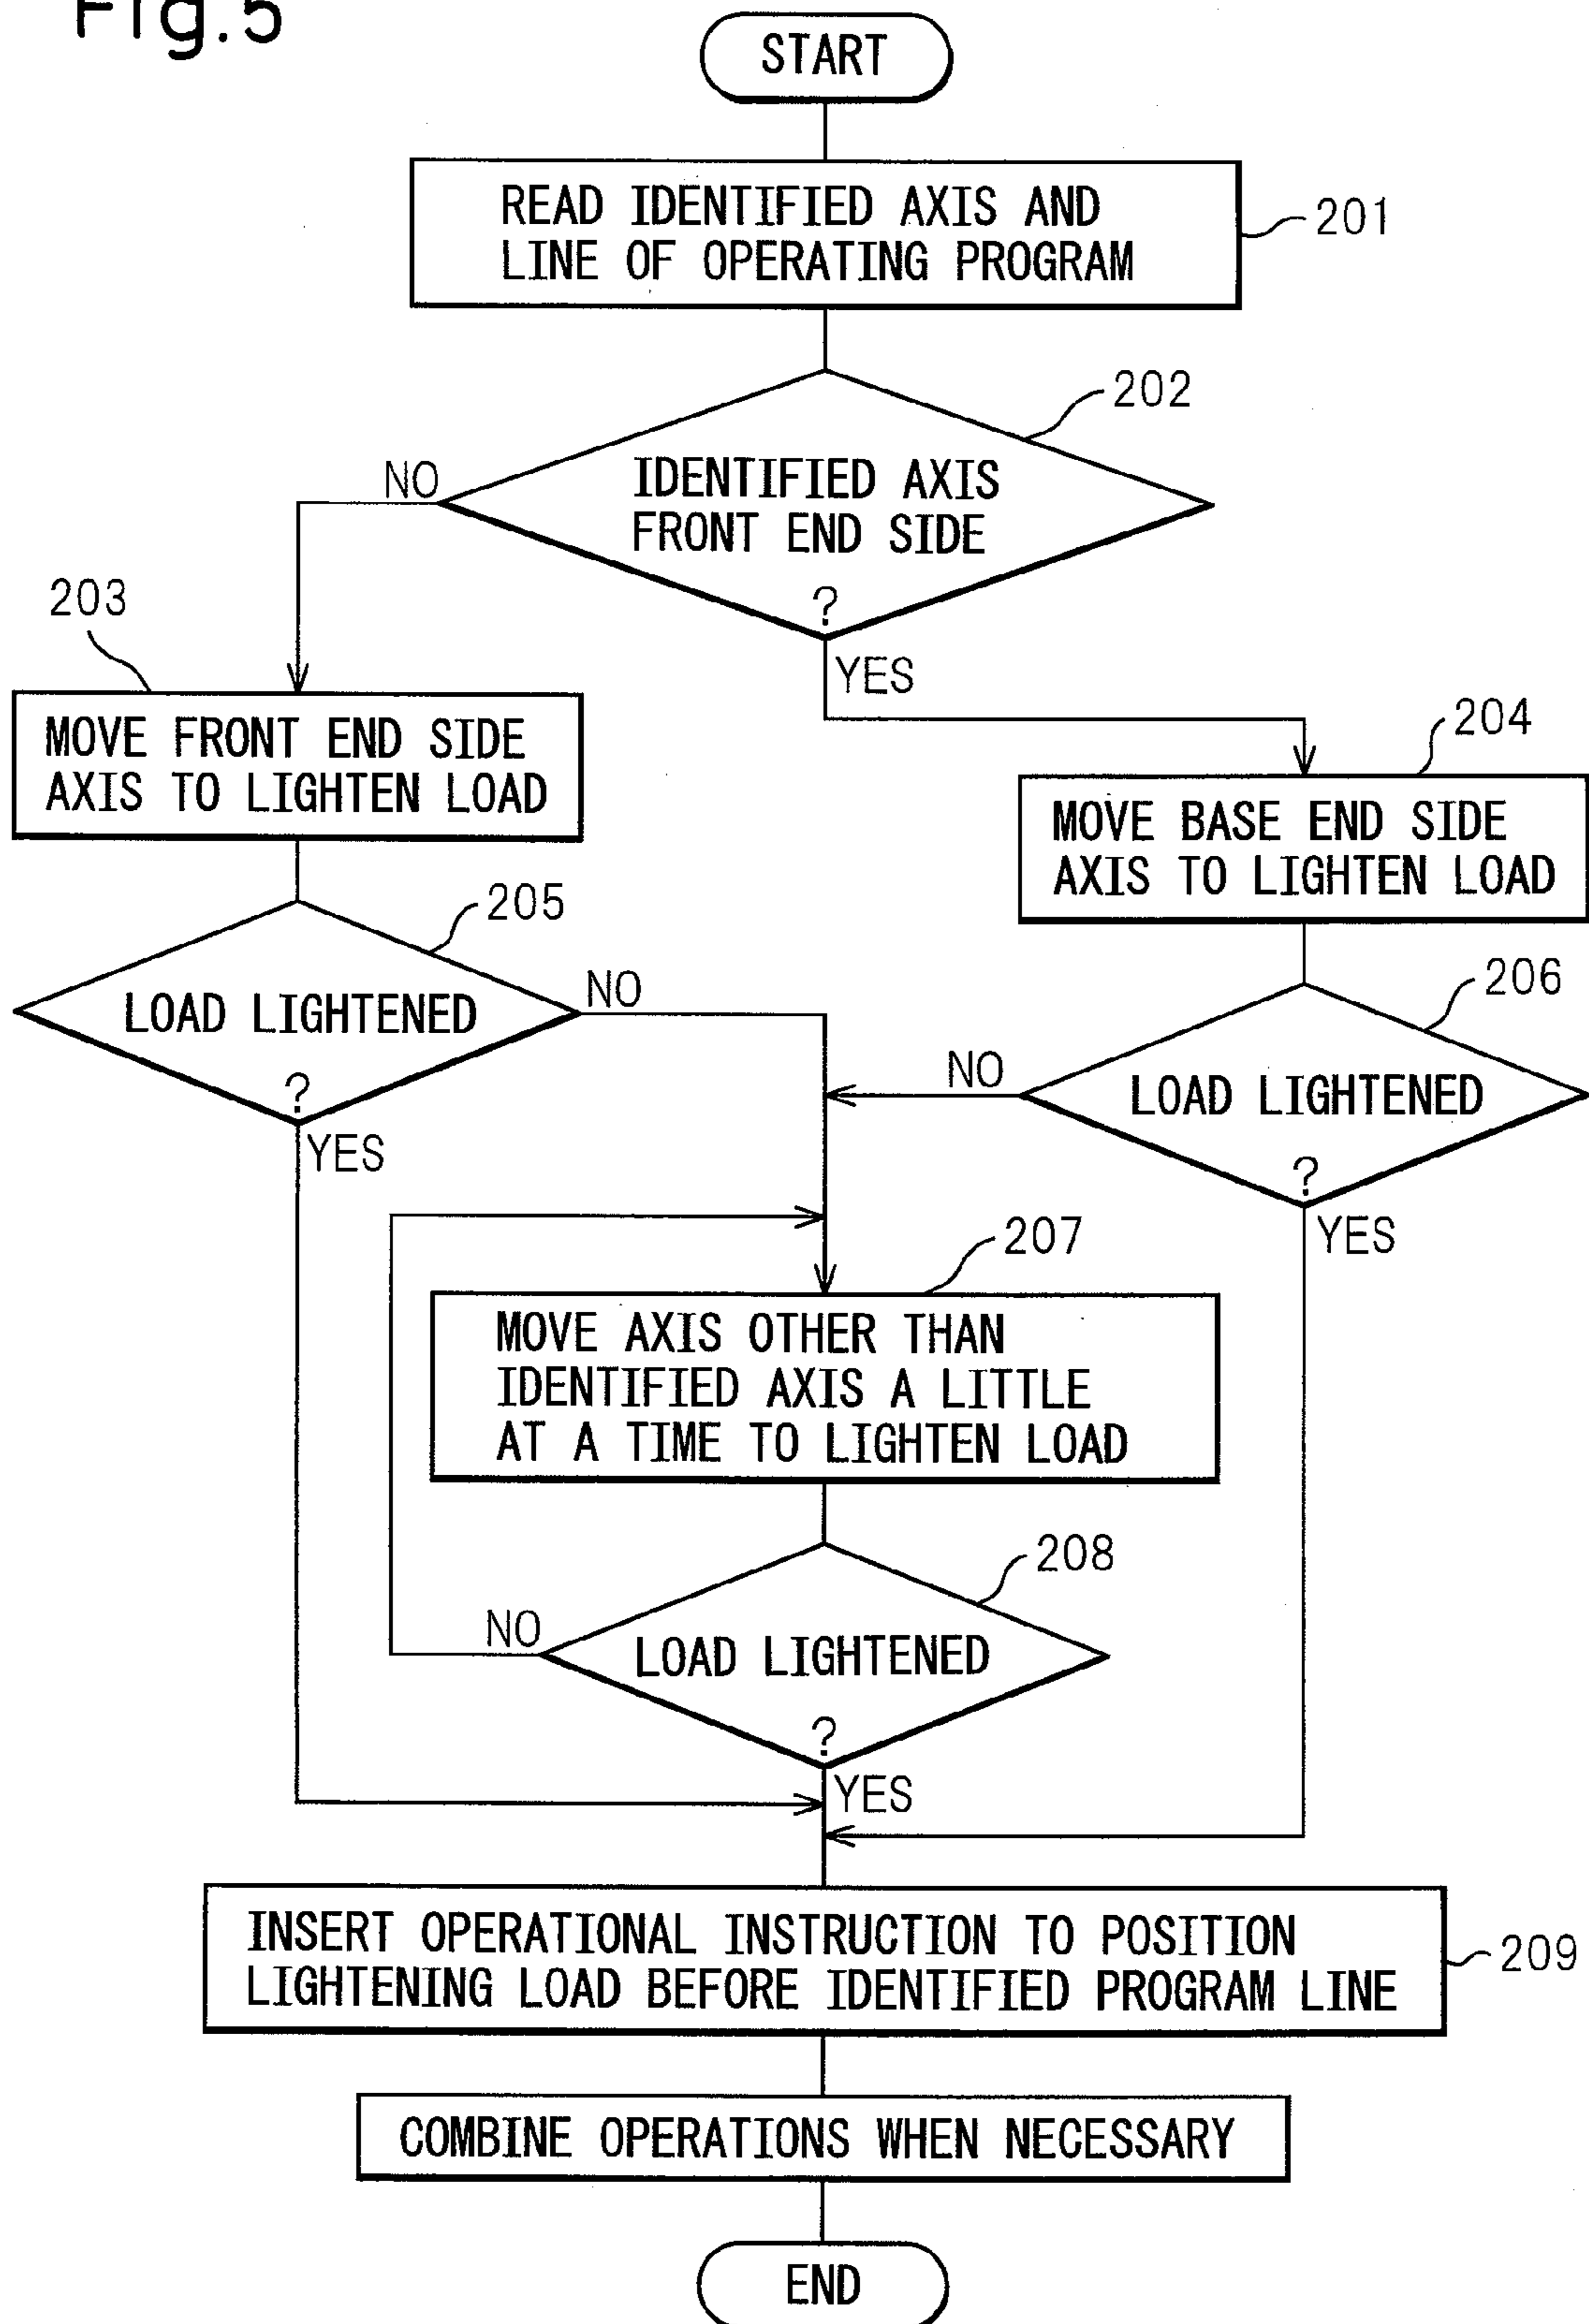 Fig.5
START
READ IDENTIFIED AXIS AND
LINE OF OPERATING PROGRAM
201
202
NO
IDENTIFIED AXIS
FRONT END SIDE
?
YES
203
MOVE FRONT END SIDE
AXIS TO LIGHTEN LOAD
204
MOVE BASE END SIDE
AXIS TO LIGHTEN LOAD
205
LOAD LIGHTENED
?
NO
YES
206
NO
LOAD LIGHTENED
?
YES
207
MOVE AXIS OTHER THAN
IDENTIFIED AXIS A LITTLE
AT A TIME TO LIGHTEN LOAD
208
NO
LOAD LIGHTENED
?
YES
INSERT OPERATIONAL INSTRUCTION TO POSITION
LIGHTENING LOAD BEFORE IDENTIFIED PROGRAM LINE
209
COMBINE OPERATIONS WHEN NECESSARY
END